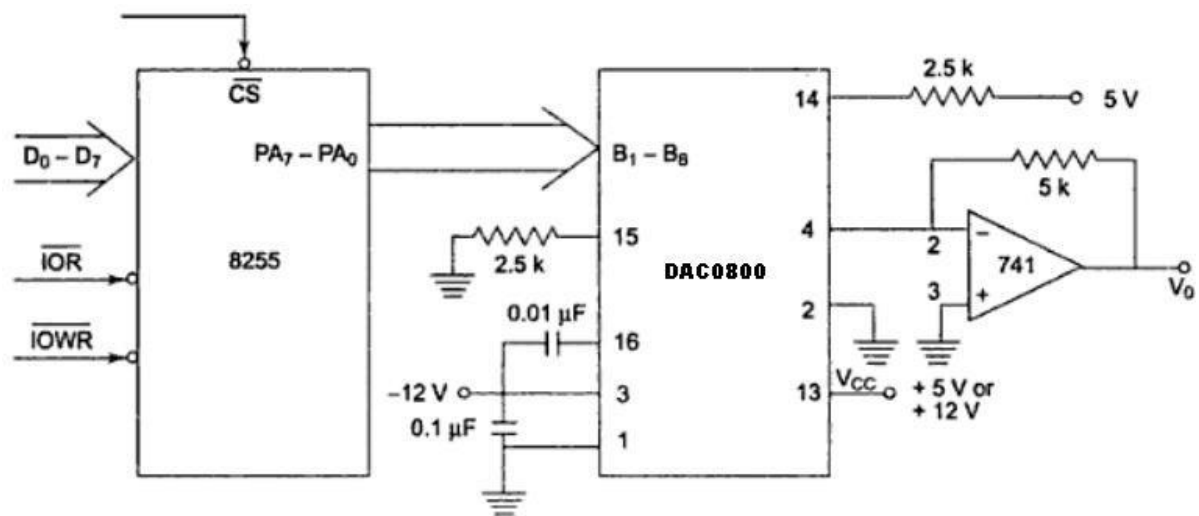 CS
D0 – D7
PA7 – PA0
8255
IOR
IOWR
B1 – B8
DAC0800
14
2.5 k
5 V
5 k
4
2
–
741
3
+
V0
2
15
2.5 k
0.01 µF
16
–12 V
3
0.1 µF
1
13
VCC
+ 5 V or
+ 12 V